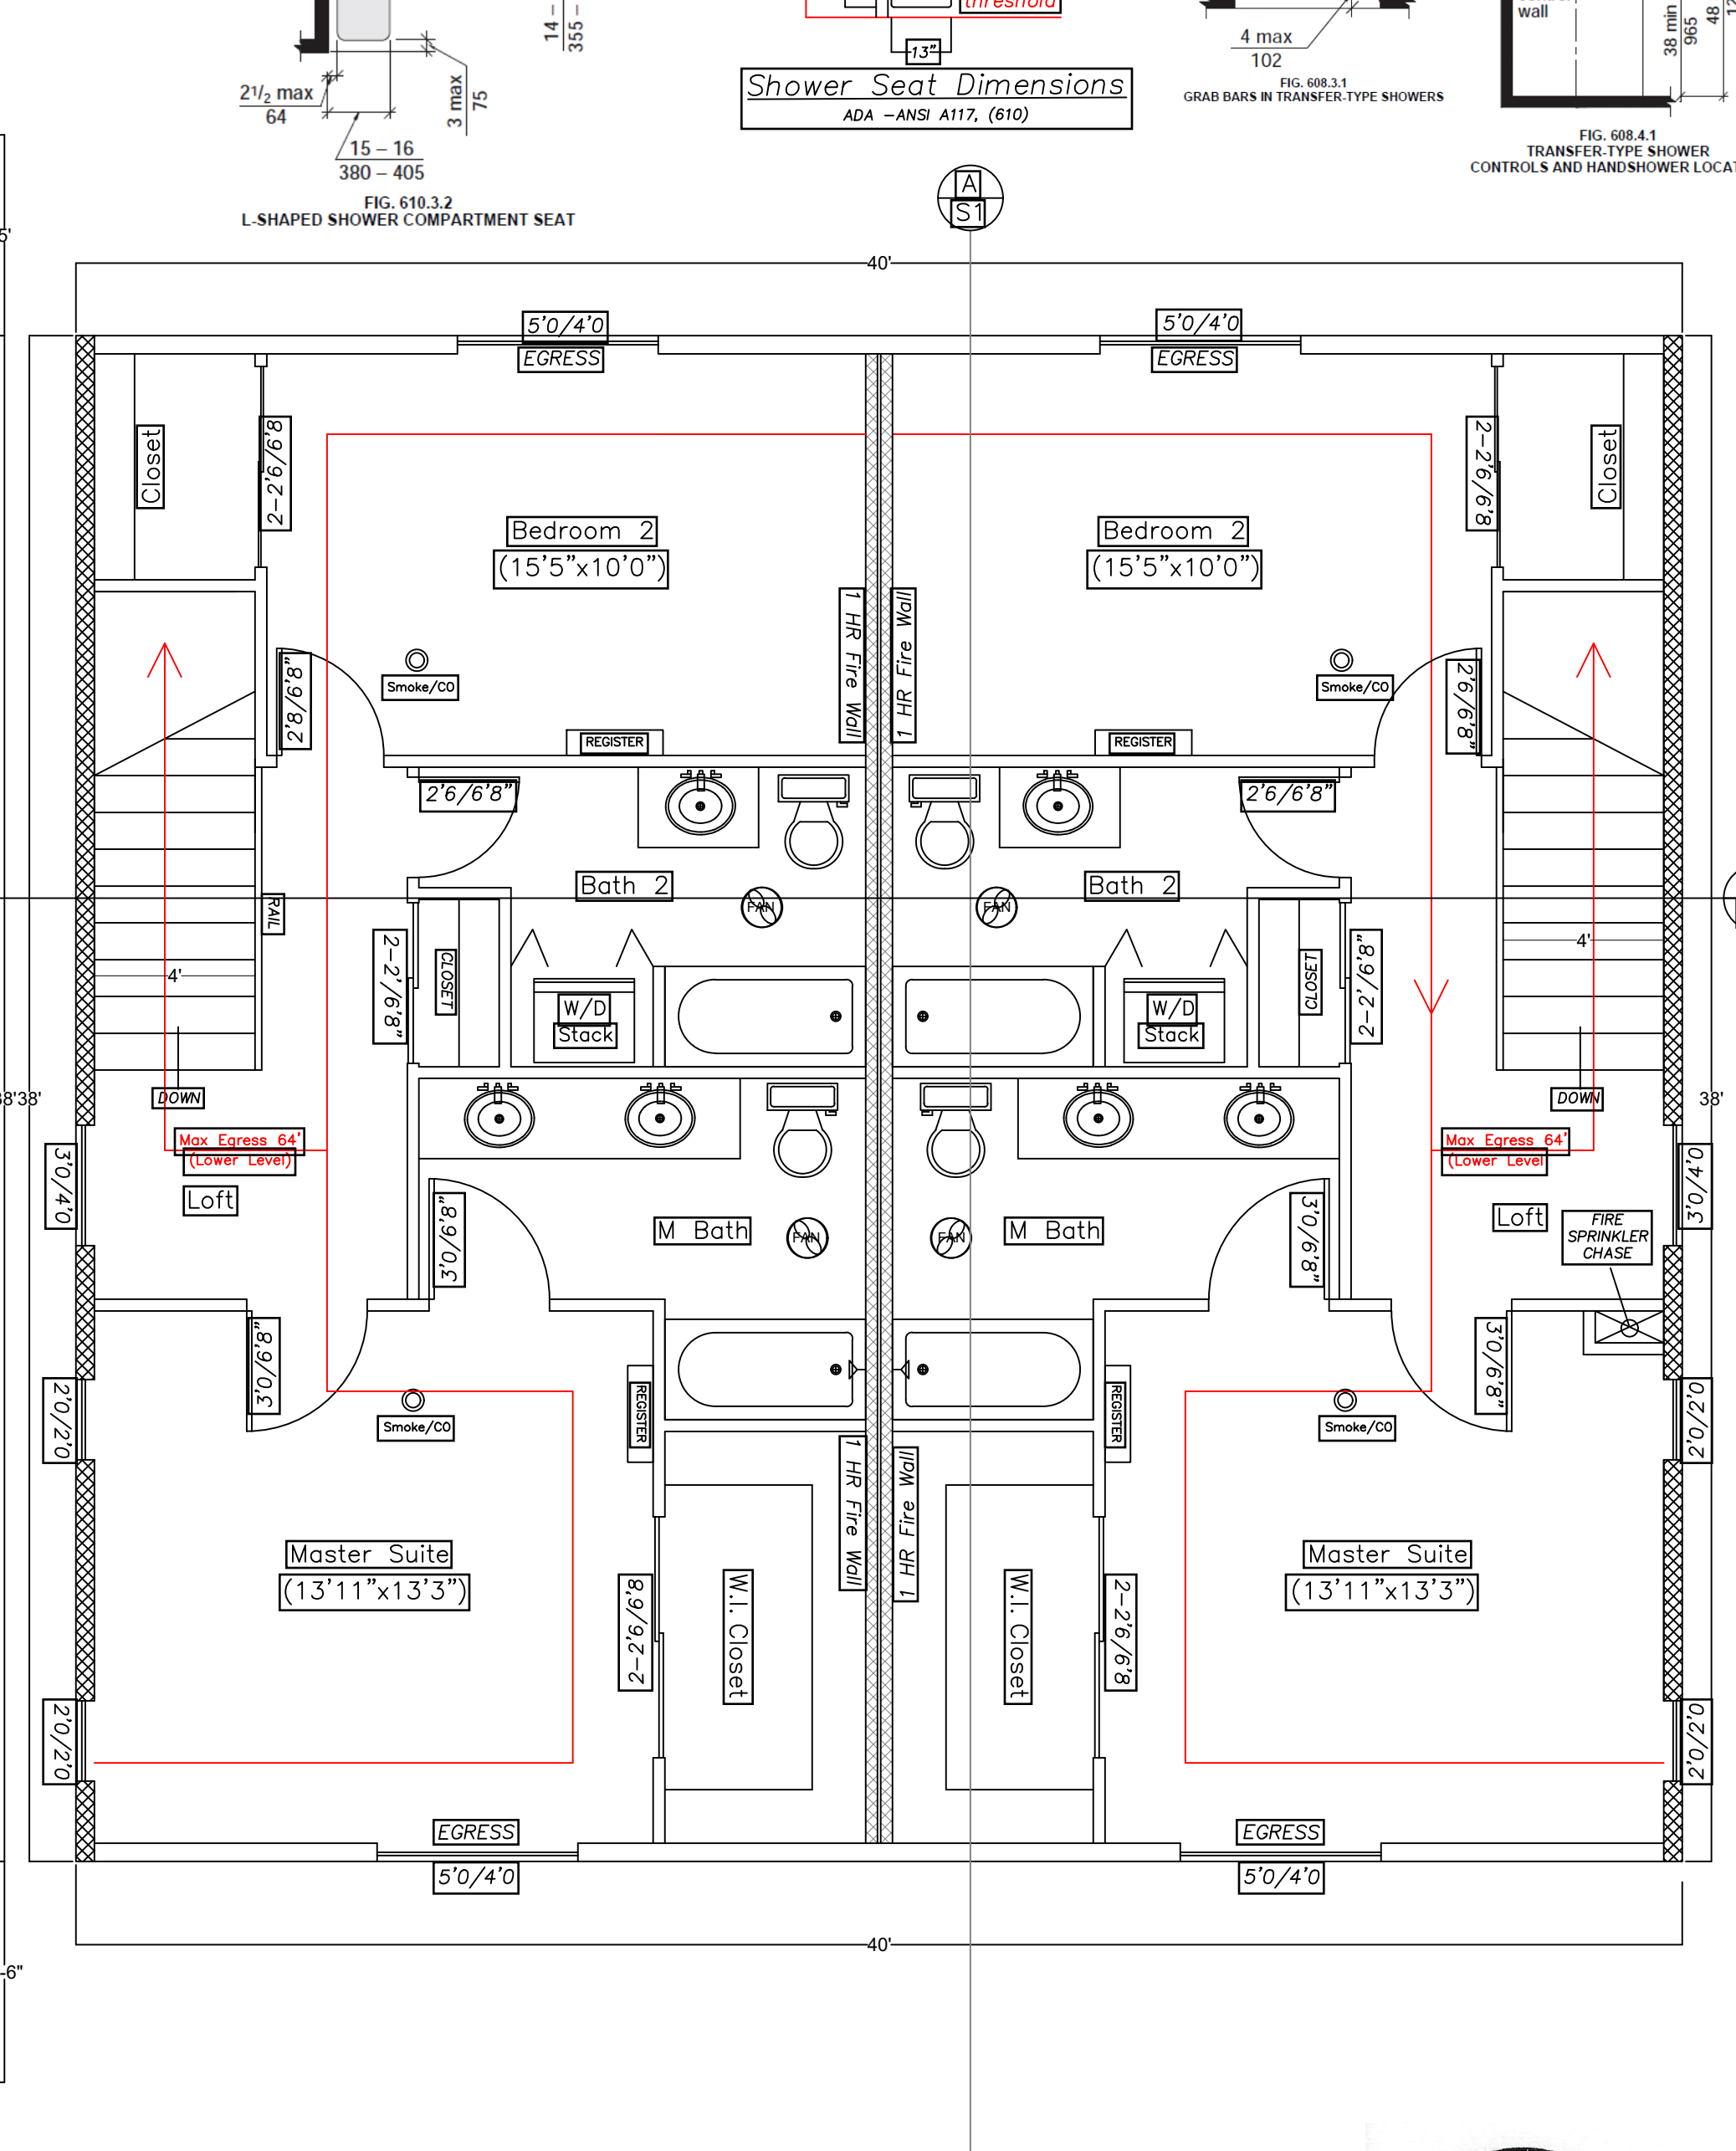 14 –
355 –
2 1/2 max
64
3 max
75
15 – 16
380 – 405
FIG. 610.3.2
L-SHAPED SHOWER COMPARTMENT SEAT
threshold
13"
Shower Seat Dimensions
ADA -ANSI A117, (610)
4 max
102
FIG. 608.3.1
GRAB BARS IN TRANSFER-TYPE SHOWERS
wall
38 min
965
48
FIG. 608.4.1
TRANSFER-TYPE SHOWER
CONTROLS AND HANDSHOWER LOCAT
A
S1
5'
40'
5'0/4'0
EGRESS
5'0/4'0
EGRESS
Closet
2-2'6/6'8
2-2'6/6'8
Closet
Bedroom 2
(15'5"x10'0")
Bedroom 2
(15'5"x10'0")
1 HR Fire Wall
1 HR Fire Wall
2'8/6'8"
Smoke/CO
Smoke/CO
2'6/6'8"
REGISTER
REGISTER
2'6/6'8"
2'6/6'8"
Bath 2
Bath 2
RAIL
FAN
FAN
4'
4'
2-2'/6'8"
CLOSET
W/D
Stack
W/D
Stack
CLOSET
2-2'/6'8"
DOWN
DOWN
38'
38'
Max Egress 64'
(Lower Level)
Max Egress 64'
(Lower Level
3'0/4'0
Loft
3'0/6'8"
M Bath
FAN
FAN
M Bath
3'0/6'8"
Loft
FIRE
SPRINKLER
CHASE
3'0/4'0
3'0/6'8"
3'0/6'8"
2'0/2'0
Smoke/CO
REGISTER
REGISTER
Smoke/CO
2'0/2'0
1 HR Fire Wall
1 HR Fire Wall
Master Suite
(13'11"x13'3")
Master Suite
(13'11"x13'3")
2-2'6/6'8
W.I. Closet
W.I. Closet
2-2'6/6'8
2'0/2'0
2'0/2'0
EGRESS
5'0/4'0
EGRESS
5'0/4'0
40'
-6"